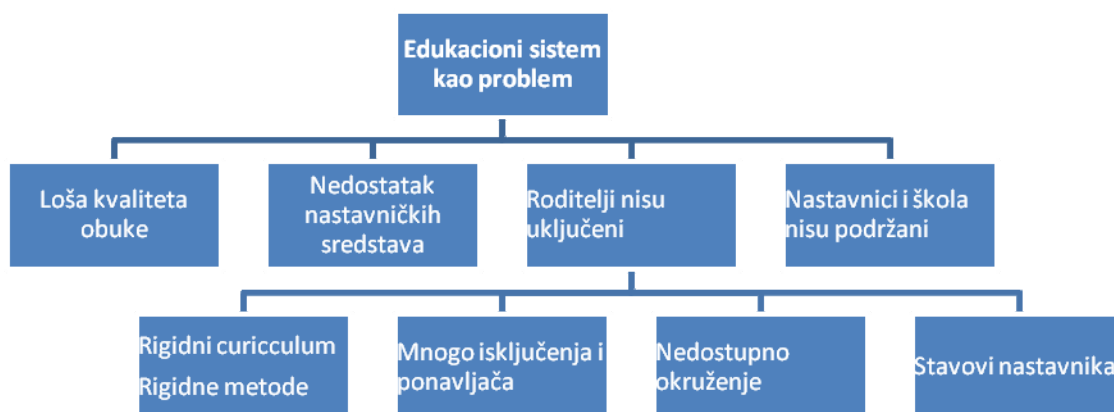 Edukacioni sistem
kao problem
Loša kvaliteta
obuke
Nedostatak
nastavničkih
sredstava
Roditelji nisu
uključeni
Nastavnici i škola
nisu podržani
Rigidni curicculum
Rigidne metode
Mnogo isključenja i
ponavljača
Nedostupno
okruženje
Stavovi nastavnika